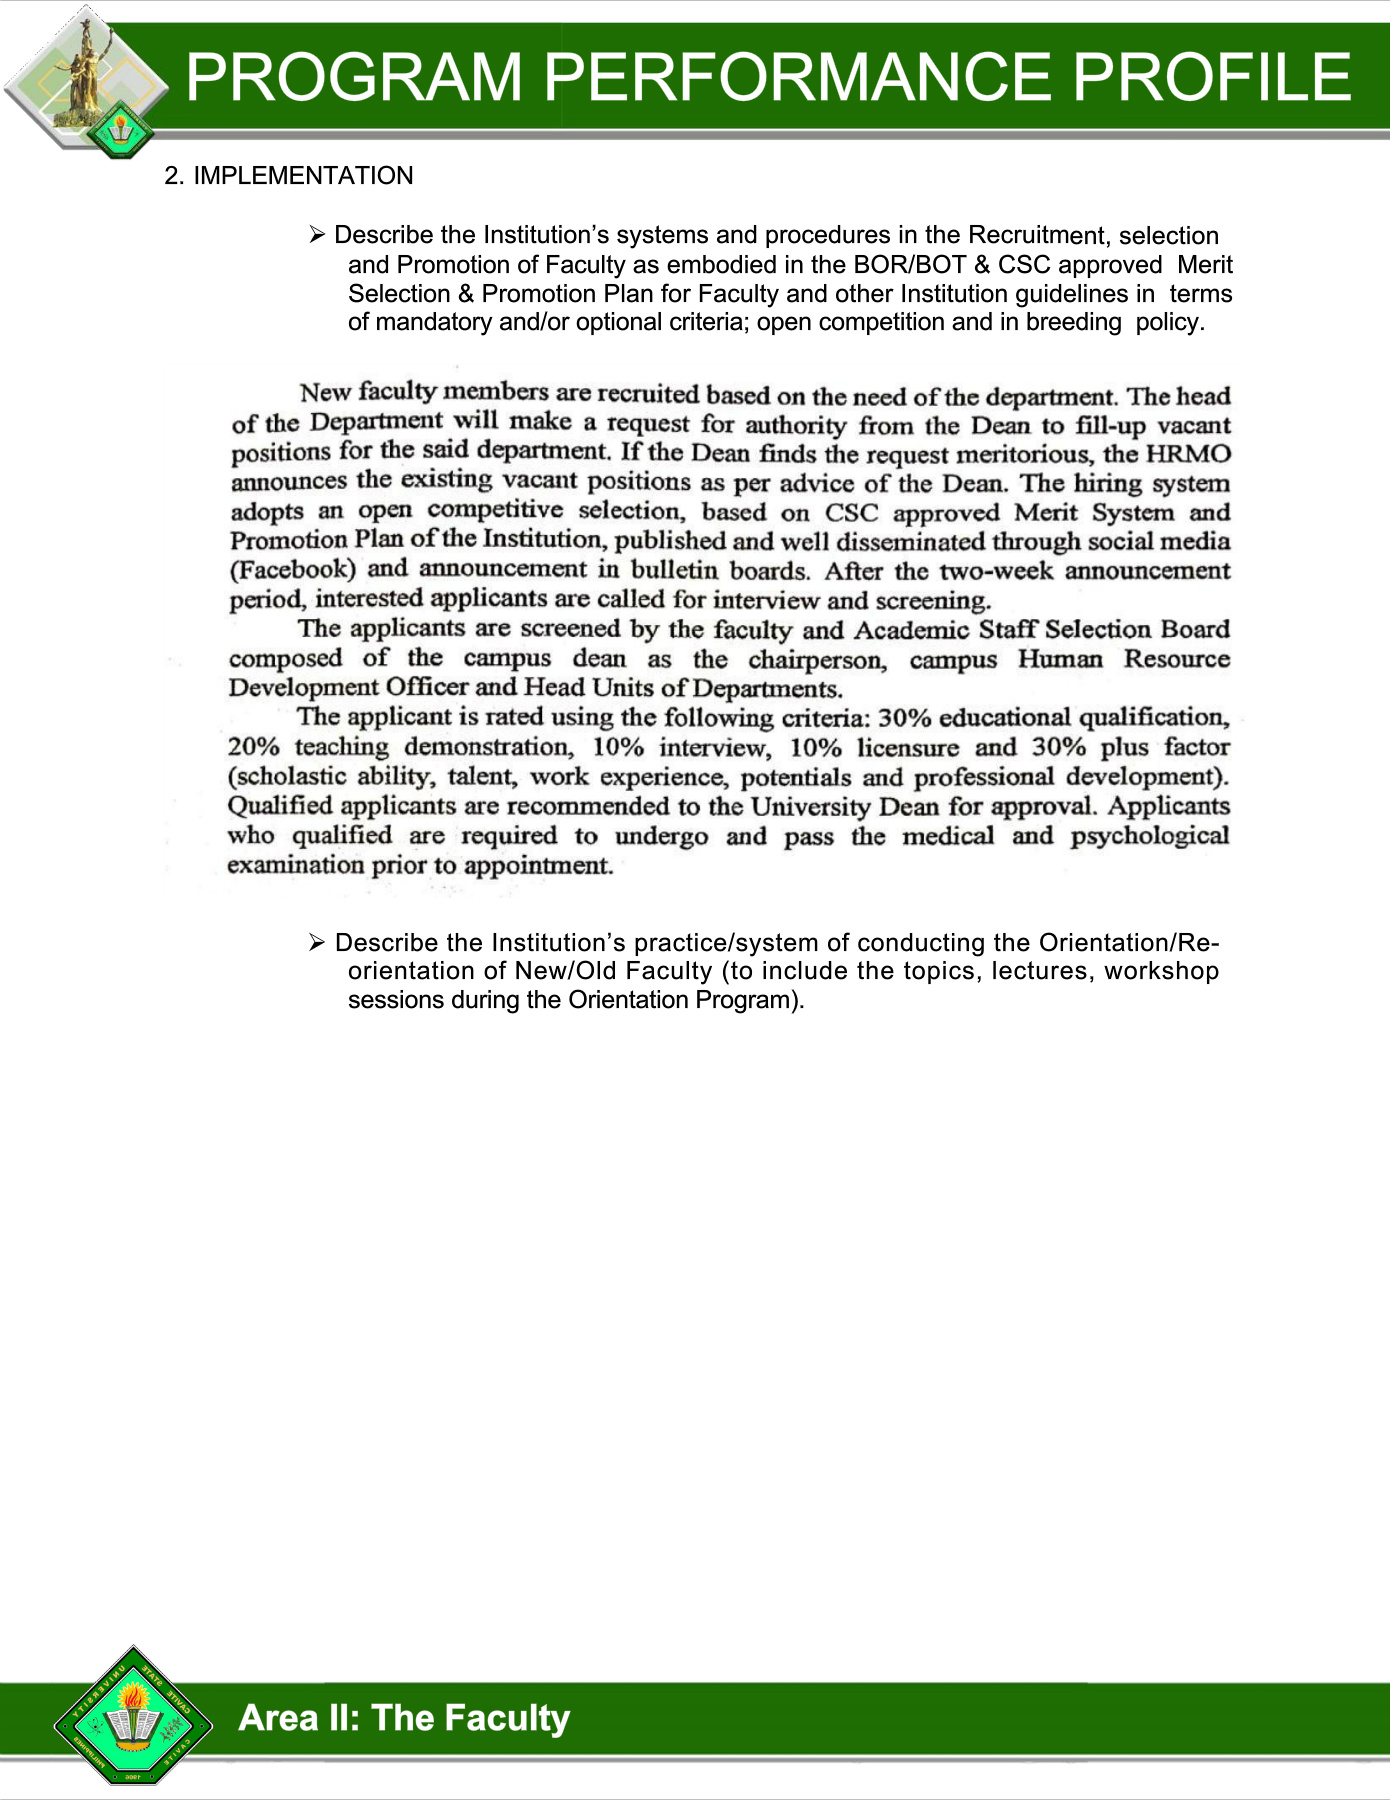 PROGRAM PERFORMANCE PROFILE
2. IMPLEMENTATION
➢ Describe the Institution’s systems and procedures in the Recruitment, selection
and Promotion of Faculty as embodied in the BOR/BOT & CSC approved Merit
Selection & Promotion Plan for Faculty and other Institution guidelines in terms
of mandatory and/or optional criteria; open competition and in breeding policy.
New faculty members are recruited based on the need of the department. The head
of the Department will make a request for authority from the Dean to fill-up vacant
positions for the said department. If the Dean finds the request meritorious, the HRMO
announces the existing vacant positions as per advice of the Dean. The hiring system
adopts an open competitive selection, based on CSC approved Merit System and
Promotion Plan of the Institution, published and well disseminated through social media
(Facebook) and announcement in bulletin boards. After the two-week announcement
period, interested applicants are called for interview and screening.
The applicants are screened by the faculty and Academic Staff Selection Board
composed of the campus dean as the chairperson, campus Human Resource
Development Officer and Head Units of Departments.
The applicant is rated using the following criteria: 30% educational qualification,
20% teaching demonstration, 10% interview, 10% licensure and 30% plus factor
(scholastic ability, talent, work experience, potentials and professional development).
Qualified applicants are recommended to the University Dean for approval. Applicants
who qualified are required to undergo and pass the medical and psychological
examination prior to appointment.
➢ Describe the Institution’s practice/system of conducting the Orientation/Re-
orientation of New/Old Faculty (to include the topics, lectures, workshop
sessions during the Orientation Program).
CAVITE STATE UNIVERSITY
CAVITE
PHILIPPINES
1906
Area II: The Faculty